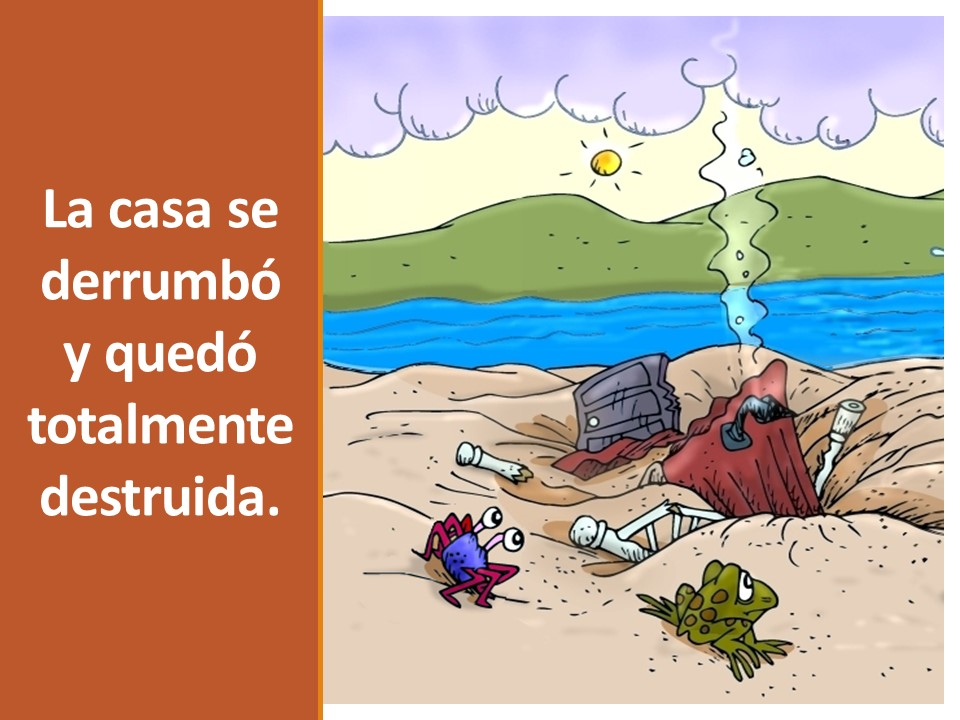 La casa se
derrumbó
y quedó
totalmente
destruida.